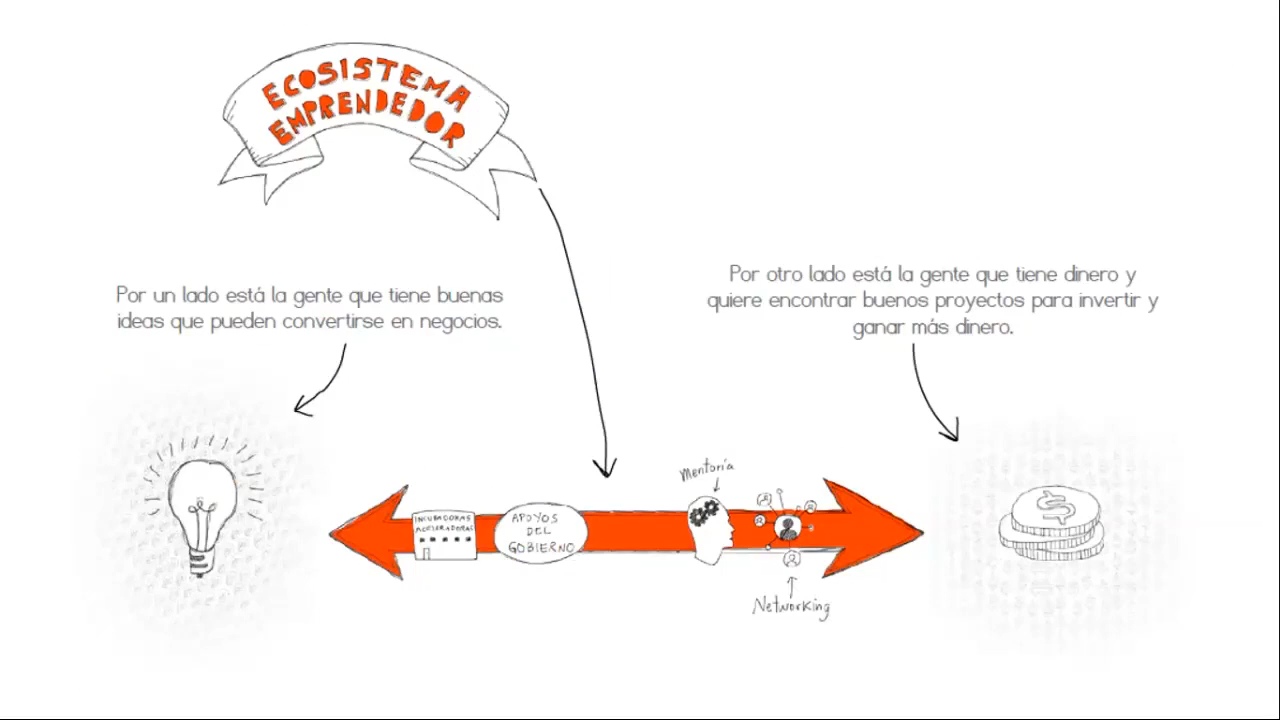 ECOSISTEMA
EMPRENDEDOR
Por un lado está la gente que tiene buenas
ideas que pueden convertirse en negocios.
Por otro lado está la gente que tiene dinero y
quiere encontrar buenos proyectos para invertir y
ganar más dinero.
Mentoría
INCUBADORAS
ACELERADORAS
APOYOS
DEL
GOBIERNO
$
Networking